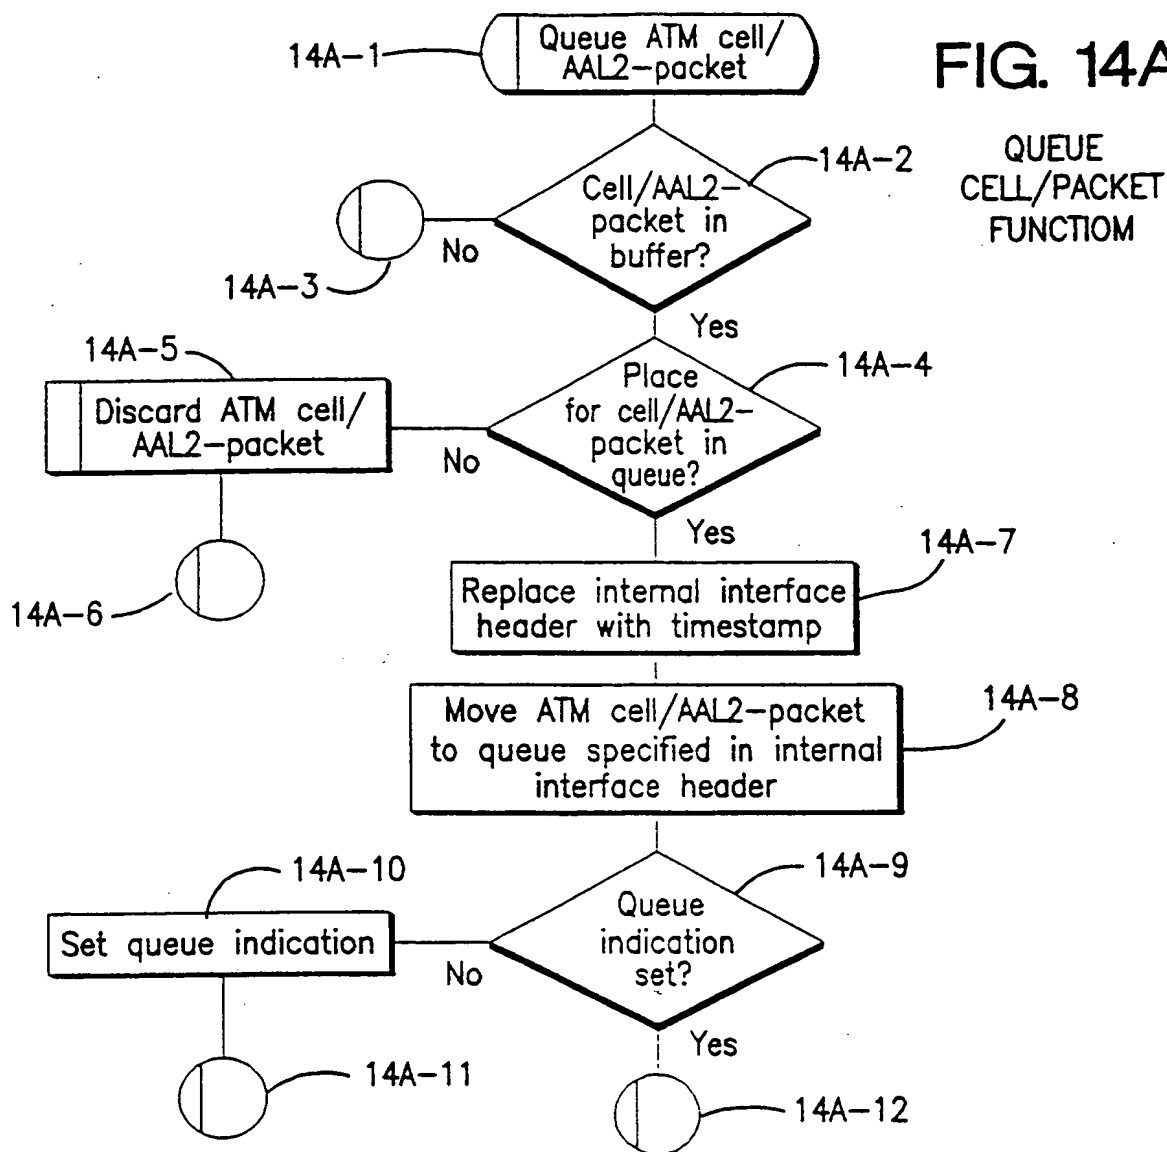 14A-1
Queue ATM cell/
AAL2-packet
FIG. 14A
QUEUE
CELL/PACKET
FUNCTIOM
14A-2
Cell/AAL2-
packet in
buffer?
No
14A-3
Yes
14A-5
14A-4
Place
for cell/AAL2-
packet in
queue?
Discard ATM cell/
AAL2-packet
No
Yes
14A-6
14A-7
Replace internal interface
header with timestamp
14A-8
Move ATM cell/AAL2-packet
to queue specified in internal
interface header
14A-10
14A-9
Queue
indication
set?
Set queue indication
No
Yes
14A-11
14A-12